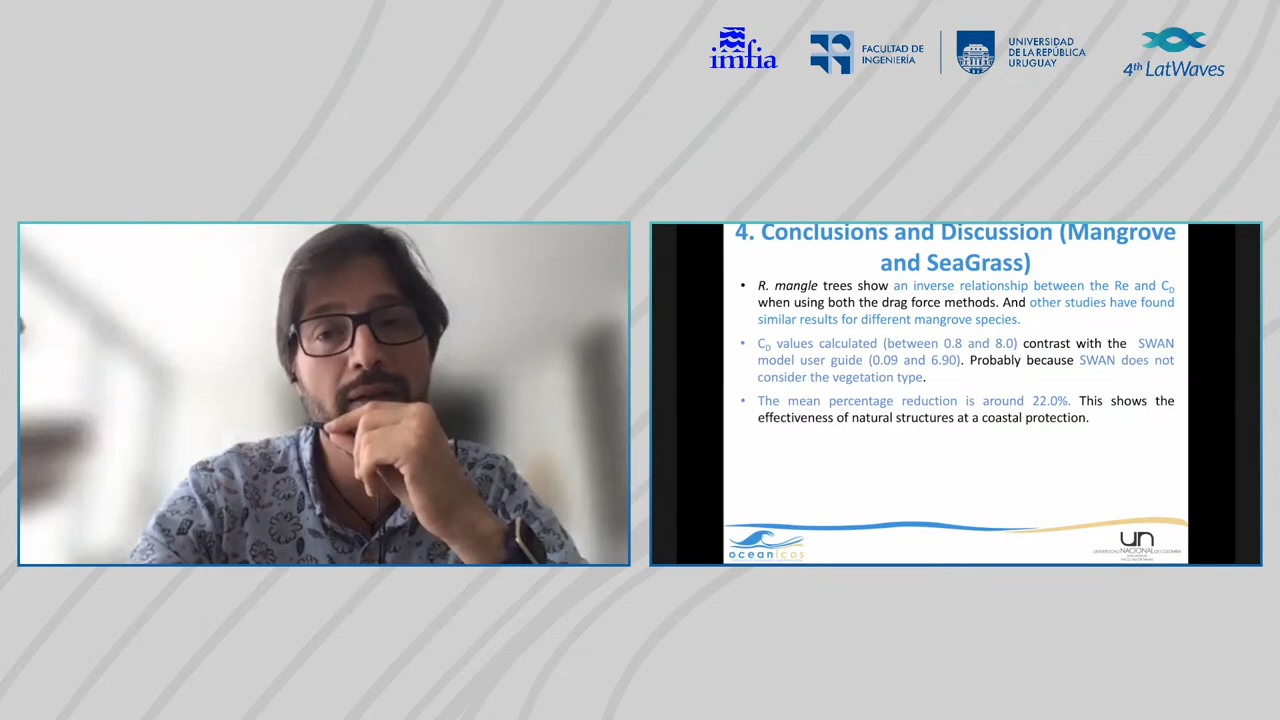 imfia
FACULTAD DE
INGENIERÍA
UNIVERSIDAD
DE LA REPÚBLICA
URUGUAY
4th LatWaves
4. Conclusions and Discussion (Mangrove
and SeaGrass)
• R. mangle trees show an inverse relationship between the Re and CD
when using both the drag force methods. And other studies have found
similar results for different mangrove species.
• CD values calculated (between 0.8 and 8.0) contrast with the SWAN
model user guide (0.09 and 6.90). Probably because SWAN does not
consider the vegetation type.
• The mean percentage reduction is around 22.0%. This shows the
effectiveness of natural structures at a coastal protection.
oceanicos
un
UNIVERSIDAD NACIONAL DE COLOMBIA